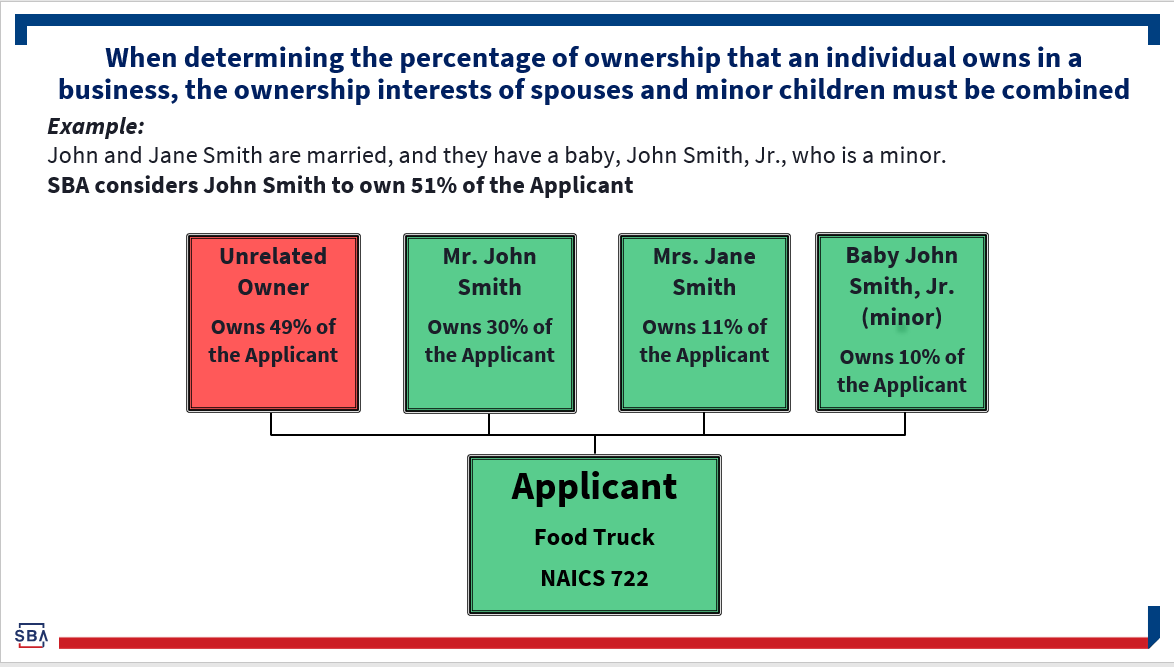 When determining the percentage of ownership that an individual owns in a
business, the ownership interests of spouses and minor children must be combined
Example:
John and Jane Smith are married, and they have a baby, John Smith, Jr., who is a minor.
SBA considers John Smith to own 51% of the Applicant
Unrelated
Owner
Owns 49% of
the Applicant
Mr. John
Smith
Owns 30% of
the Applicant
Mrs. Jane
Smith
Owns 11% of
the Applicant
Baby John
Smith, Jr.
(minor)
Owns 10% of
the Applicant
Applicant
Food Truck
NAICS 722
SBA